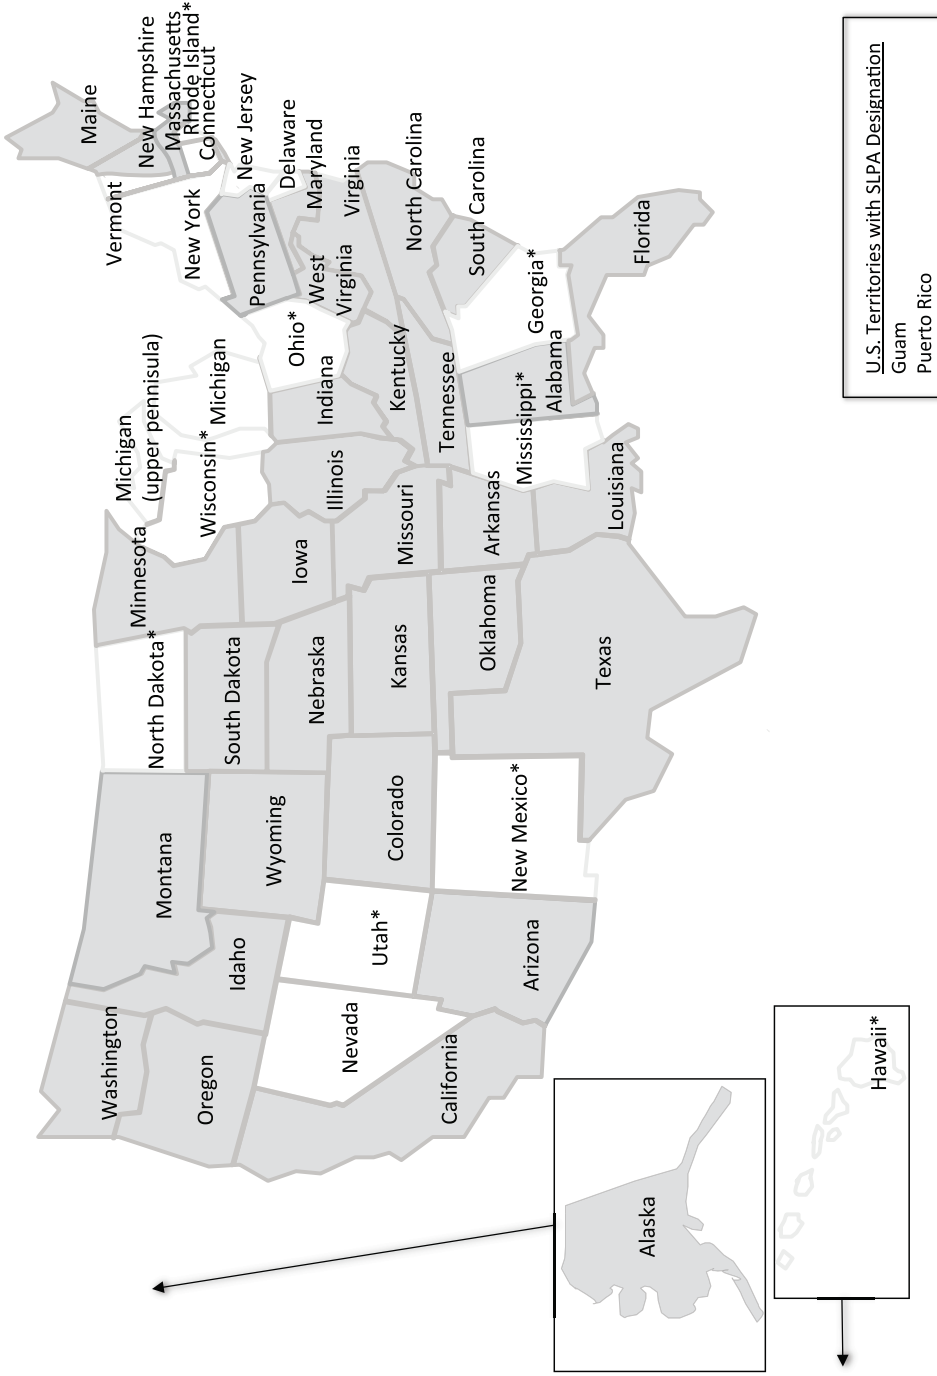 Washington
Oregon
California
Nevada
Idaho
Montana
Wyoming
Utah*
Arizona
Colorado
New Mexico*
North Dakota*
South Dakota
Nebraska
Kansas
Oklahoma
Texas
Minnesota
Iowa
Missouri
Arkansas
Louisiana
Wisconsin*
Illinois
Michigan
(upper pennisula)
Michigan
Indiana
Ohio*
Kentucky
Tennessee
Mississippi*
Alabama
Georgia*
Florida
South Carolina
North Carolina
Virginia
West
Virginia
Maryland
Delaware
Pennsylvania
New Jersey
New York
Vermont
Maine
New Hampshire
Massachusetts
Rhode Island*
Connecticut
Alaska
Hawaii*
U.S. Territories with SLPA Designation
Guam
Puerto Rico